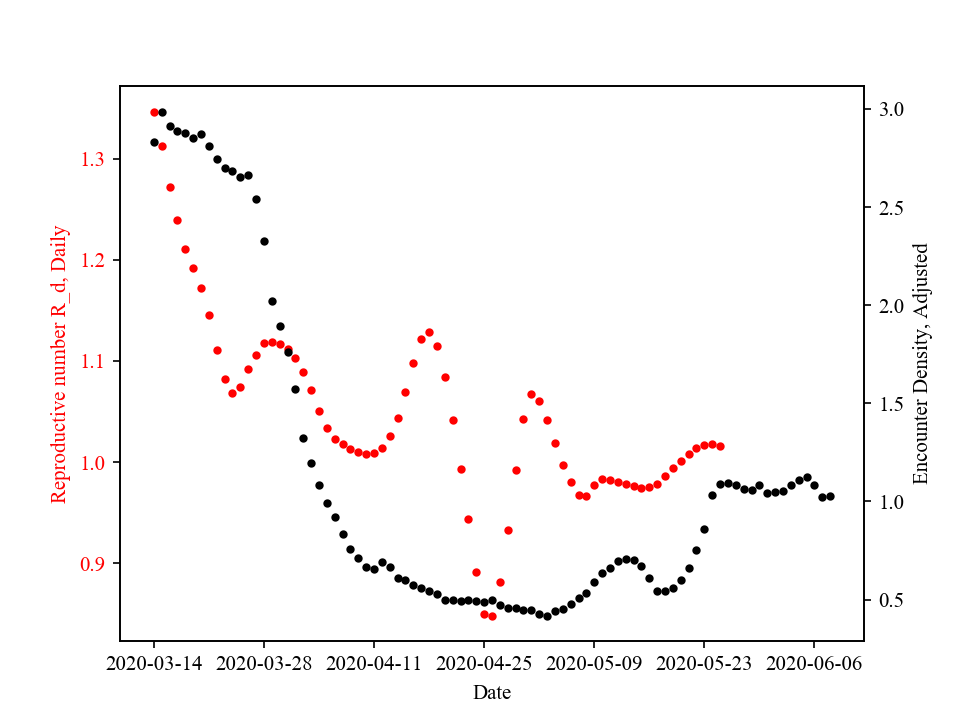 3.0
1.3
2.5
1.2
2.0
1.1
1.5
1.0
1.0
0.9
0.5
Reproductive number R_d, Daily
Encounter Density, Adjusted
2020-03-14 2020-03-28 2020-04-11 2020-04-25 2020-05-09 2020-05-23 2020-06-06
Date